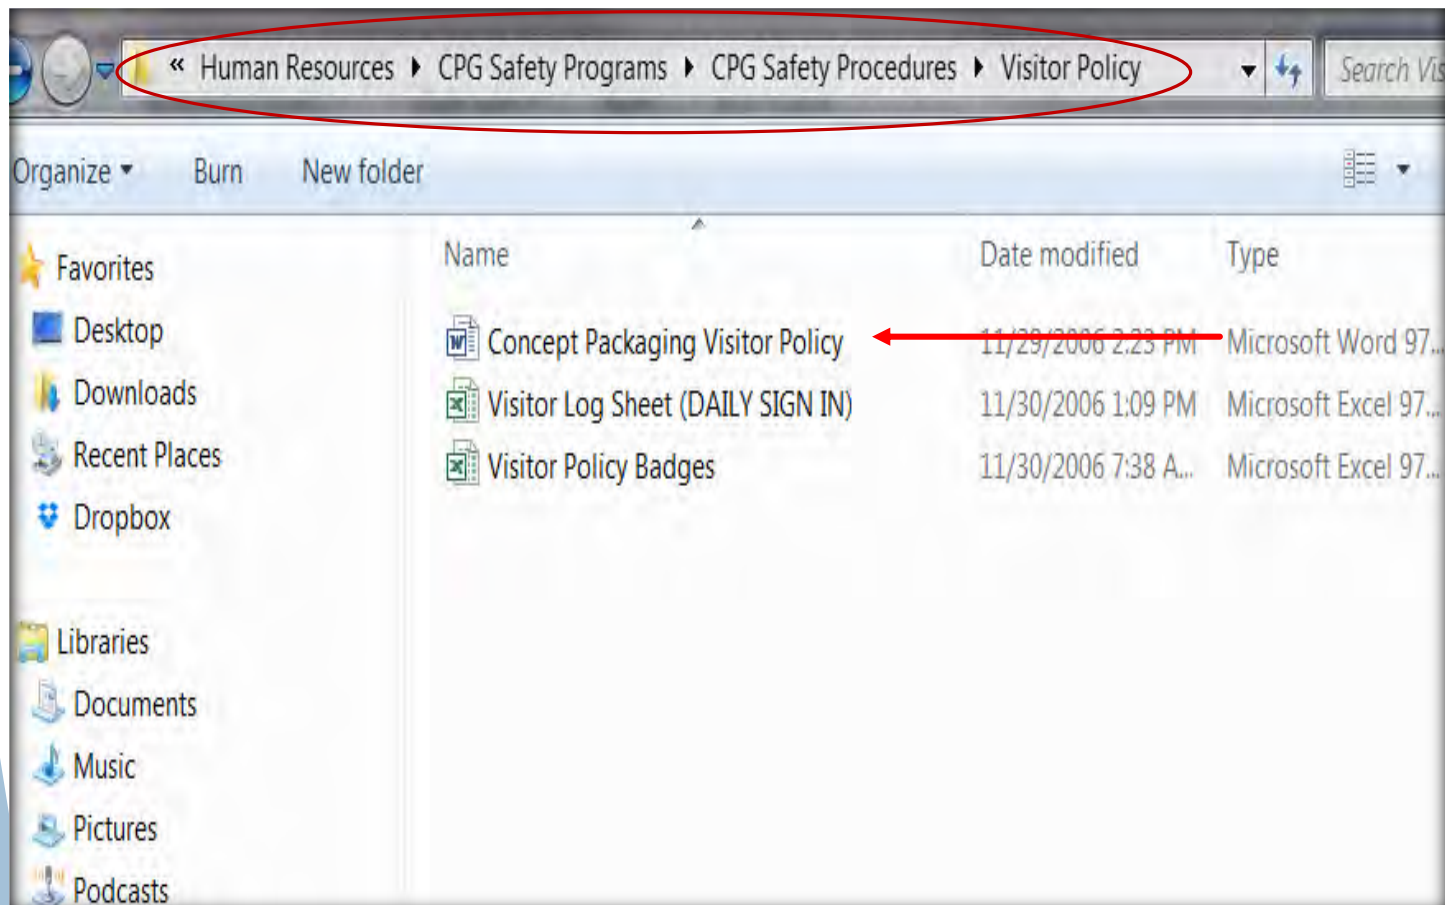 « Human Resources ▸ CPG Safety Programs ▸ CPG Safety Procedures ▸ Visitor Policy Search Vis
Organize Burn New folder
Name Date modified Type
Favorites
Desktop
Downloads
Recent Places
Dropbox
Libraries
Documents
Music
Pictures
Podcasts
Concept Packaging Visitor Policy 11/29/2006 2:23 PM Microsoft Word 97...
Visitor Log Sheet (DAILY SIGN IN) 11/30/2006 1:09 PM Microsoft Excel 97...
Visitor Policy Badges 11/30/2006 7:38 A... Microsoft Excel 97...